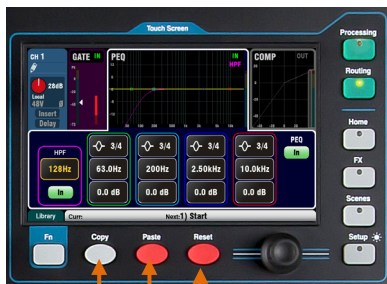 Touch Screen
Processing
Routing
Home
FX
Scenes
Setup
CH 1
GATE IN
PEQ
IN
HPF
COMP OUT
28dB
Local
48V Ø
Insert
Delay
HPF
128Hz
In
3/4
63.0Hz
0.0 dB
3/4
200Hz
0.0 dB
3/4
2.50kHz
0.0 dB
3/4
10.0kHz
0.0 dB
PEQ
In
Library Curr: Next:1) Start
Fn
Copy
Paste
Reset